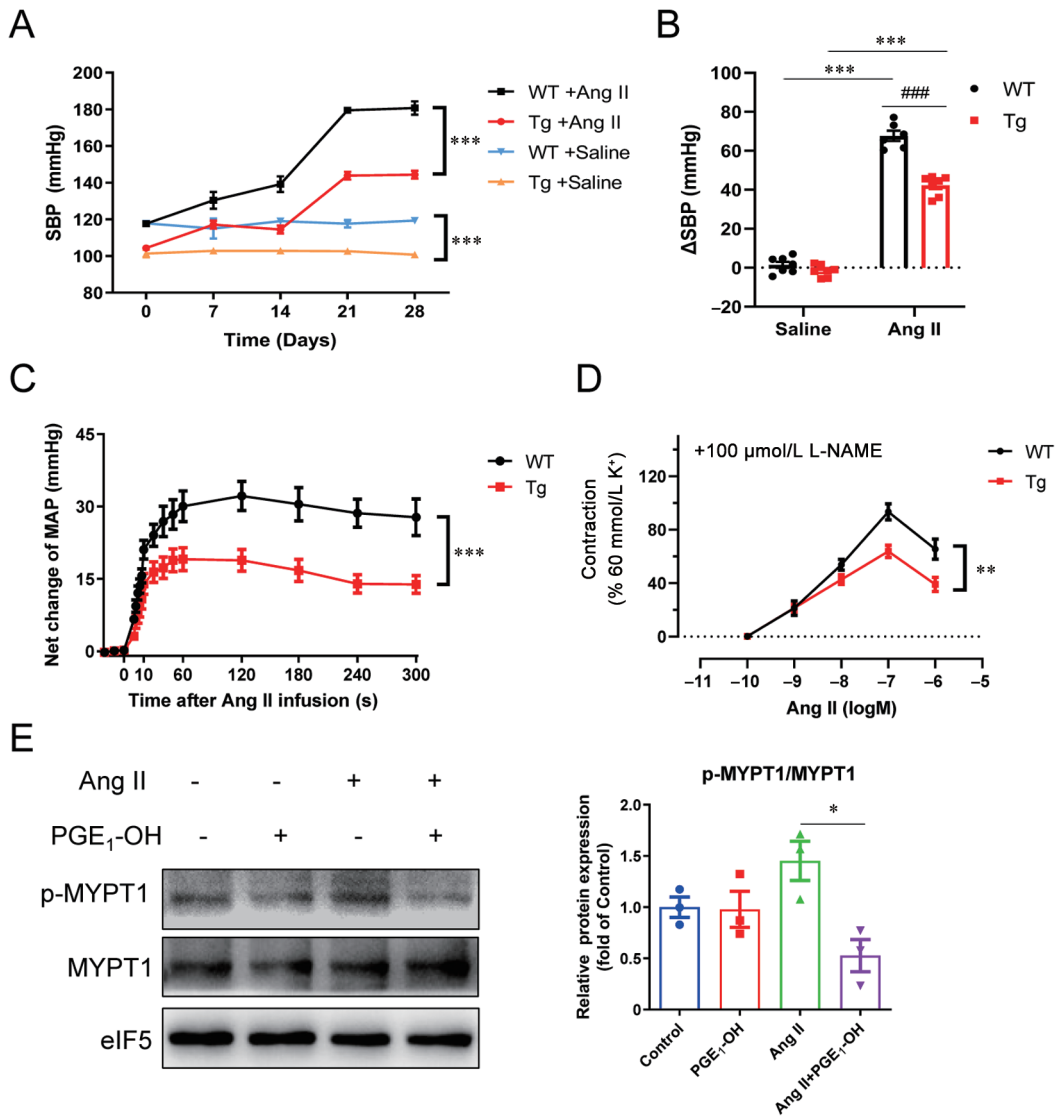 A
SBP (mmHg)
200
180
160
140
120
100
80
0
7
14
21
28
Time (Days)
WT +Ang II
Tg +Ang II
WT +Saline
Tg +Saline
***
***
B
ΔSBP (mmHg)
100
80
60
40
20
0
–20
***
***
###
WT
Tg
Saline
Ang II
C
Net change of MAP (mmHg)
45
30
15
0
0 10 60 120 180 240 300
Time after Ang II infusion (s)
WT
Tg
***
D
+100 μmol/L L-NAME
Contraction
(% 60 mmol/L K⁺)
120
80
40
0
–11 –10 –9 –8 –7 –6 –5
Ang II (logM)
WT
Tg
**
E
Ang II - - + +
PGE₁-OH - + - +
p-MYPT1
MYPT1
eIF5
p-MYPT1/MYPT1
Relative protein expression
(fold of Control)
2.0
1.5
1.0
0.5
0
*
Control
PGE₁-OH
Ang II
Ang II+PGE₁-OH